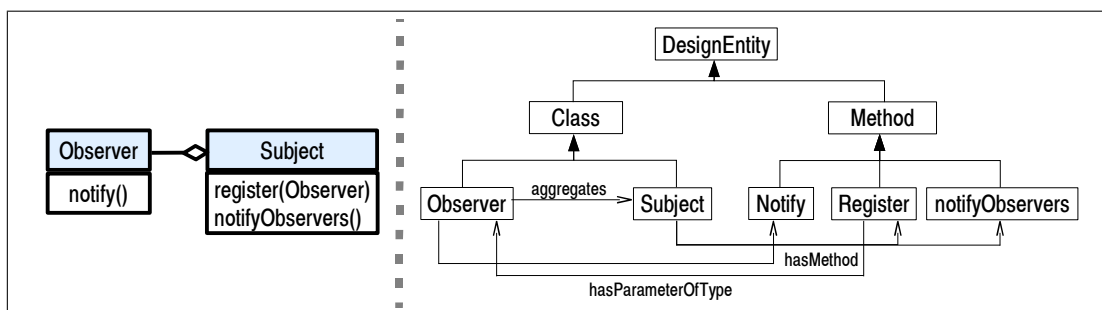 Observer
Subject
notify()
register(Observer)
notifyObservers()
DesignEntity
Class
Method
Observer
aggregates
Subject
Notify
Register
notifyObservers
hasMethod
hasParameterOfType